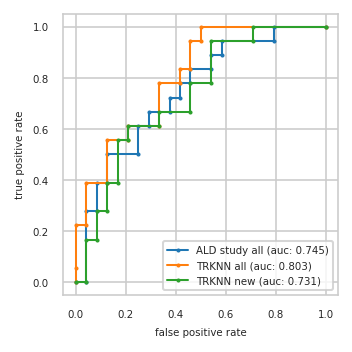 1.0
0.8
0.6
0.4
0.2
0.0
true positive rate
ALD study all (auc: 0.745)
TRKNN all (auc: 0.803)
TRKNN new (auc: 0.731)
0.0 0.2 0.4 0.6 0.8 1.0
false positive rate